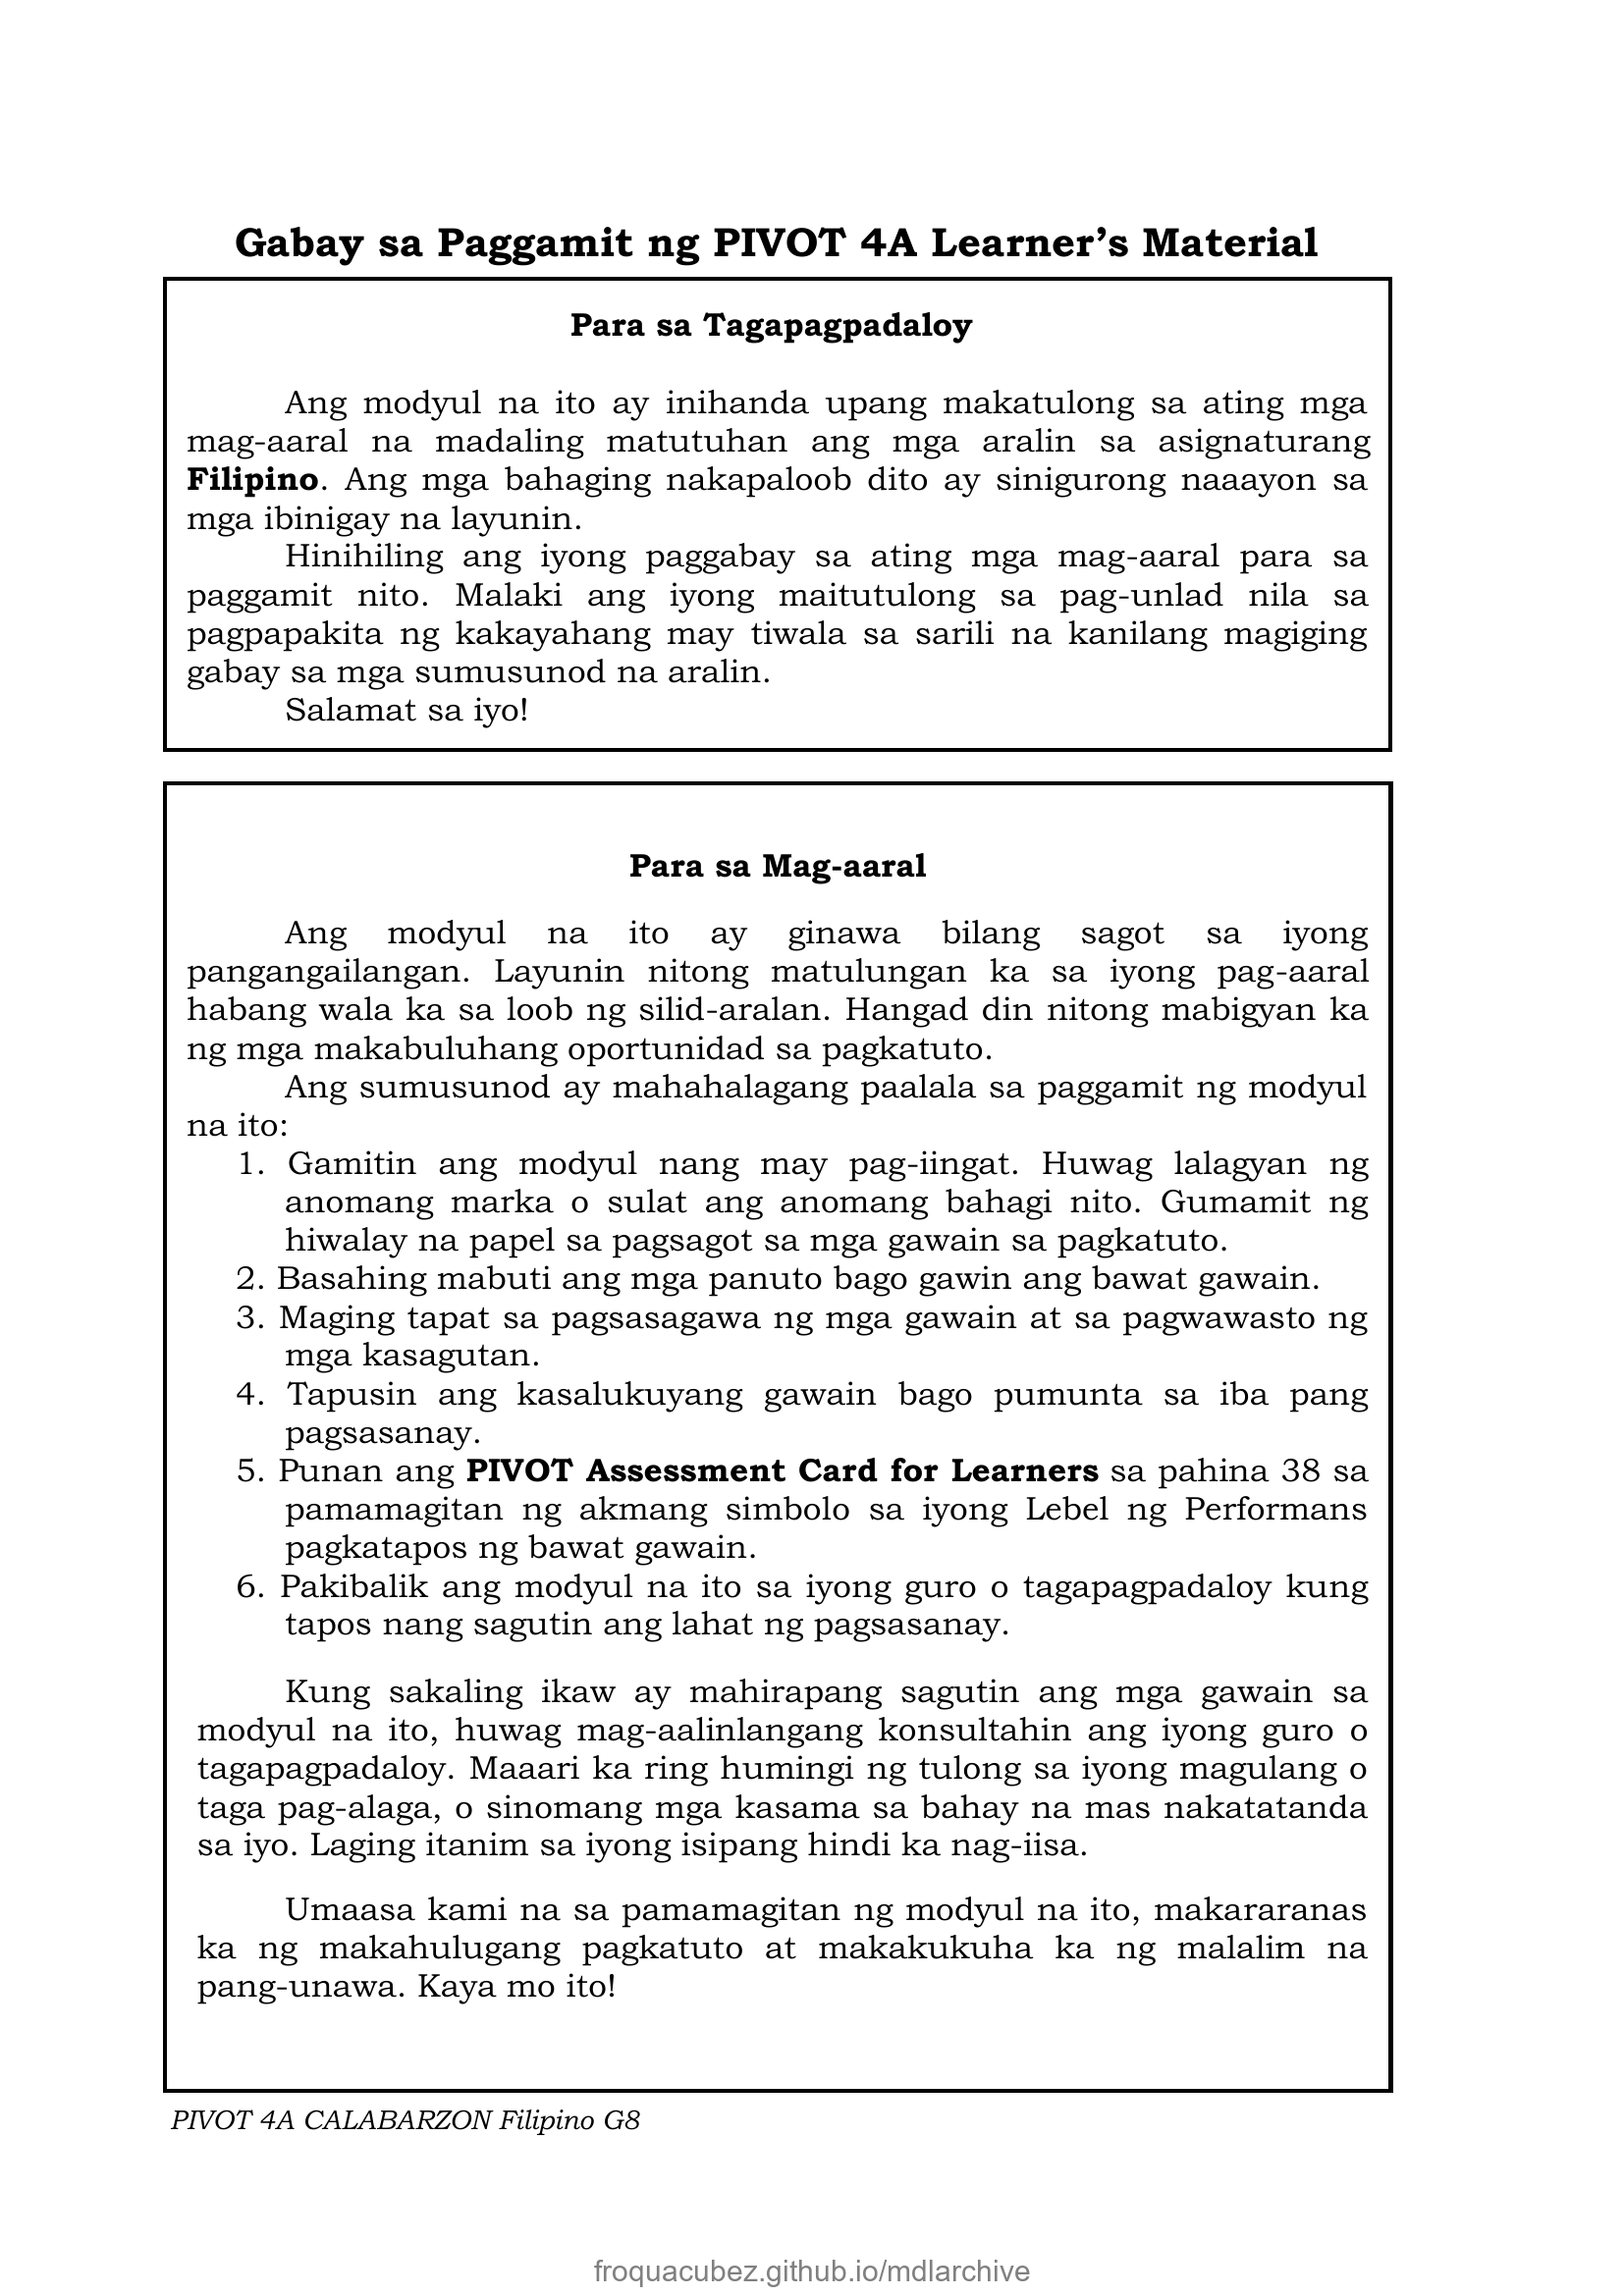 Gabay sa Paggamit ng PIVOT 4A Learner’s Material
Para sa Tagapagpadaloy
Ang modyul na ito ay inihanda upang makatulong sa ating mga
mag-aaral na madaling matutuhan ang mga aralin sa asignaturang
Filipino. Ang mga bahaging nakapaloob dito ay sinigurong naaayon sa
mga ibinigay na layunin.
Hinihiling ang iyong paggabay sa ating mga mag-aaral para sa
paggamit nito. Malaki ang iyong maitutulong sa pag-unlad nila sa
pagpapakita ng kakayahang may tiwala sa sarili na kanilang magiging
gabay sa mga sumusunod na aralin.
Salamat sa iyo!
Para sa Mag-aaral
Ang modyul na ito ay ginawa bilang sagot sa iyong
pangangailangan. Layunin nitong matulungan ka sa iyong pag-aaral
habang wala ka sa loob ng silid-aralan. Hangad din nitong mabigyan ka
ng mga makabuluhang oportunidad sa pagkatuto.
Ang sumusunod ay mahahalagang paalala sa paggamit ng modyul
na ito:
1. Gamitin ang modyul nang may pag-iingat. Huwag lalagyan ng
anomang marka o sulat ang anomang bahagi nito. Gumamit ng
hiwalay na papel sa pagsagot sa mga gawain sa pagkatuto.
2. Basahing mabuti ang mga panuto bago gawin ang bawat gawain.
3. Maging tapat sa pagsasagawa ng mga gawain at sa pagwawasto ng
mga kasagutan.
4. Tapusin ang kasalukuyang gawain bago pumunta sa iba pang
pagsasanay.
5. Punan ang PIVOT Assessment Card for Learners sa pahina 38 sa
pamamagitan ng akmang simbolo sa iyong Lebel ng Performans
pagkatapos ng bawat gawain.
6. Pakibalik ang modyul na ito sa iyong guro o tagapagpadaloy kung
tapos nang sagutin ang lahat ng pagsasanay.
Kung sakaling ikaw ay mahirapang sagutin ang mga gawain sa
modyul na ito, huwag mag-aalinlangang konsultahin ang iyong guro o
tagapagpadaloy. Maaari ka ring humingi ng tulong sa iyong magulang o
taga pag-alaga, o sinomang mga kasama sa bahay na mas nakatatanda
sa iyo. Laging itanim sa iyong isipang hindi ka nag-iisa.
Umaasa kami na sa pamamagitan ng modyul na ito, makararanas
ka ng makahulugang pagkatuto at makakukuha ka ng malalim na
pang-unawa. Kaya mo ito!
PIVOT 4A CALABARZON Filipino G8
froquacubez.github.io/mdlarchive